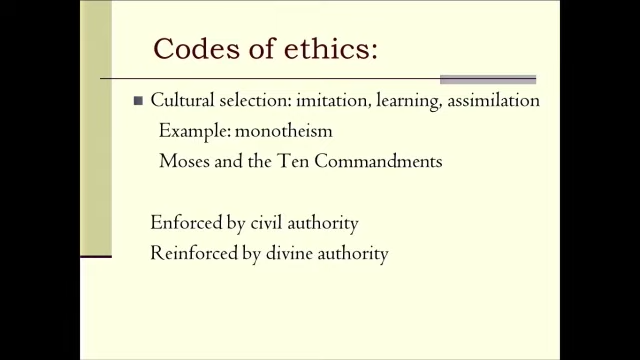 Codes of ethics:
Cultural selection: imitation, learning, assimilation
Example: monotheism
Moses and the Ten Commandments
Enforced by civil authority
Reinforced by divine authority